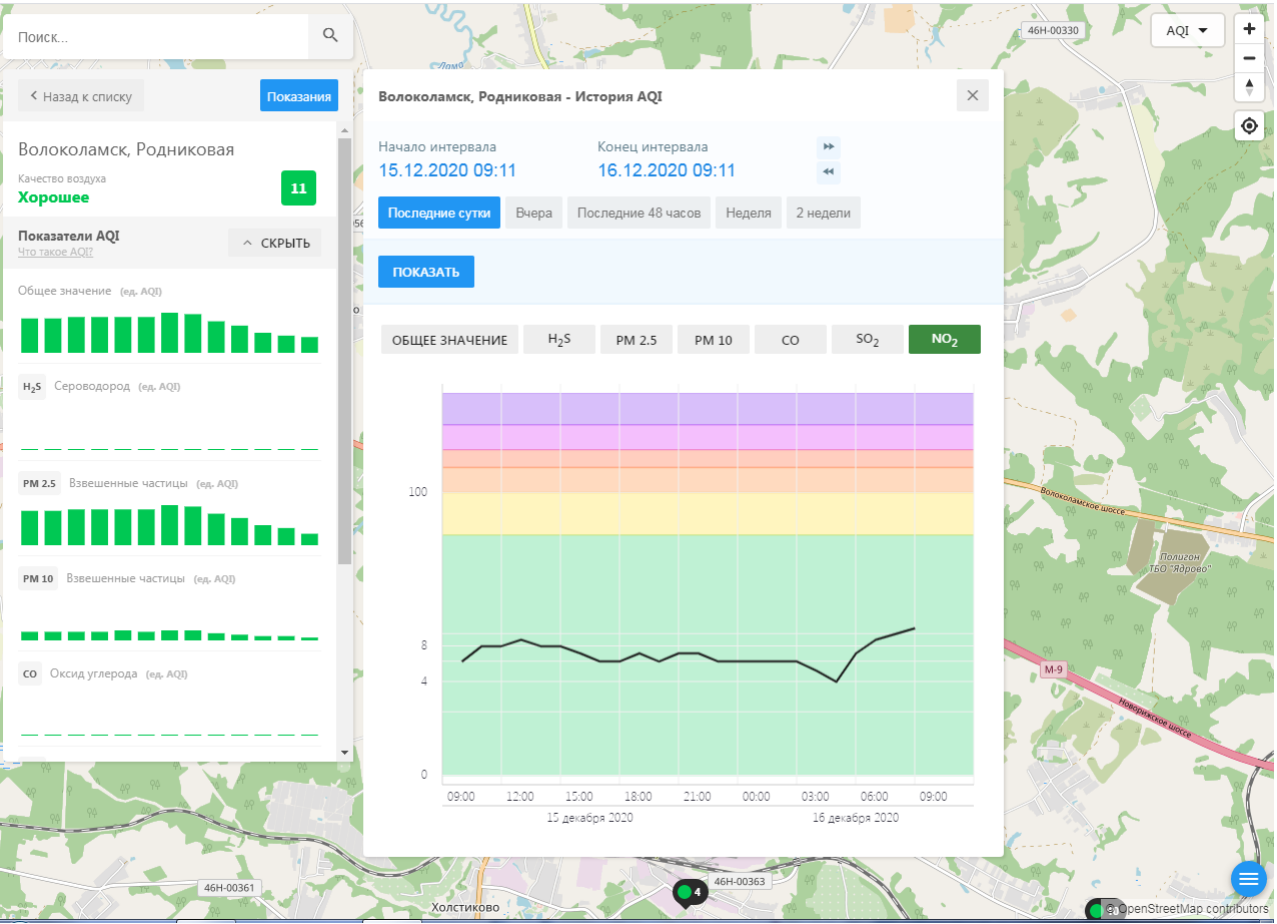 Поиск...
46Н-00330
AQI
Назад к списку
Показания
Волоколамск, Родниковая - История AQI
Волоколамск, Родниковая
Качество воздуха
Хорошее
11
Показатели AQI
Что такое AQI?
СКРЫТЬ
Общее значение (ед. AQI)
H2S Сероводород (ед. AQI)
PM 2.5 Взвешенные частицы (ед. AQI)
PM 10 Взвешенные частицы (ед. AQI)
CO Оксид углерода (ед. AQI)
Начало интервала
15.12.2020 09:11
Конец интервала
16.12.2020 09:11
Последние сутки
Вчера
Последние 48 часов
Неделя
2 недели
ПОКАЗАТЬ
ОБЩЕЕ ЗНАЧЕНИЕ
H2S
PM 2.5
PM 10
CO
SO2
NO2
100
8
4
0
09:00 12:00 15:00 18:00 21:00 00:00 03:00 06:00 09:00
15 декабря 2020
16 декабря 2020
Волоколамское шоссе
Полигон
ТБО "Ядрово"
М-9
Новорижское шоссе
46Н-00361
46Н-00363
4
Холстиково
© OpenStreetMap contributors